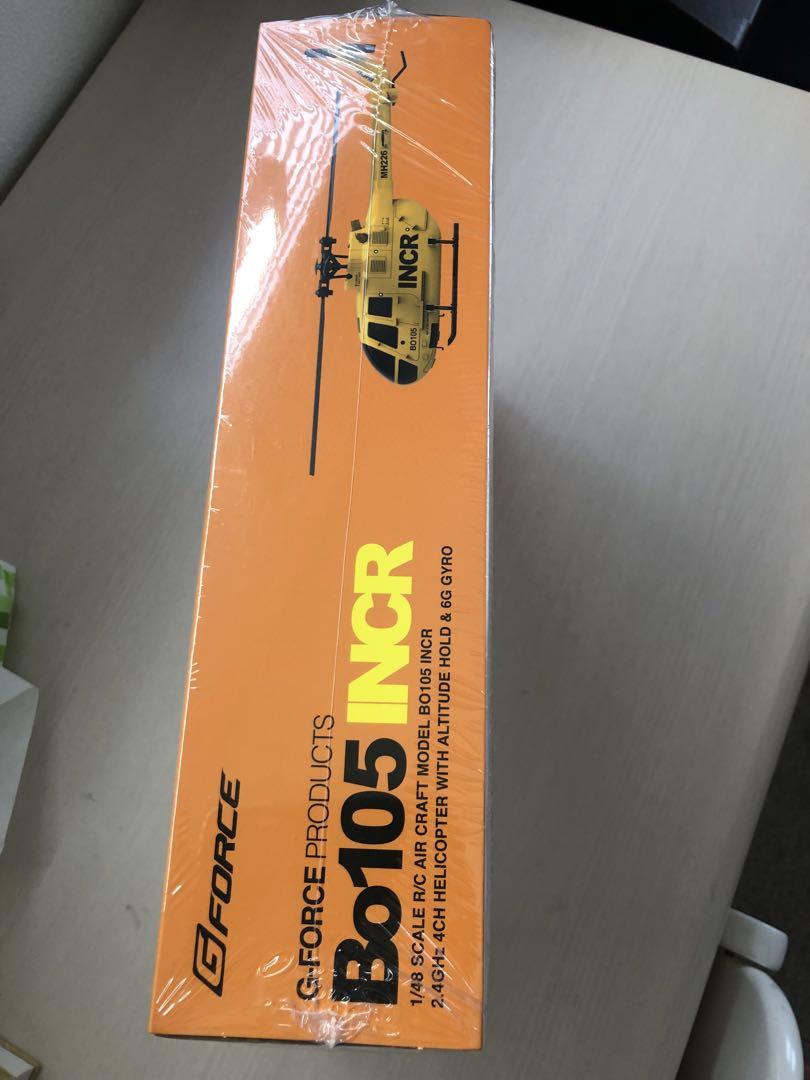 G FORCE
G-FORCE PRODUCTS
Bo105 INCR
1/48 SCALE R/C AIR CRAFT MODEL BO105 INCR
2.4GHz 4CH HELICOPTER WITH ALTITUDE HOLD & 6G GYRO
BO105
INCR
MH226